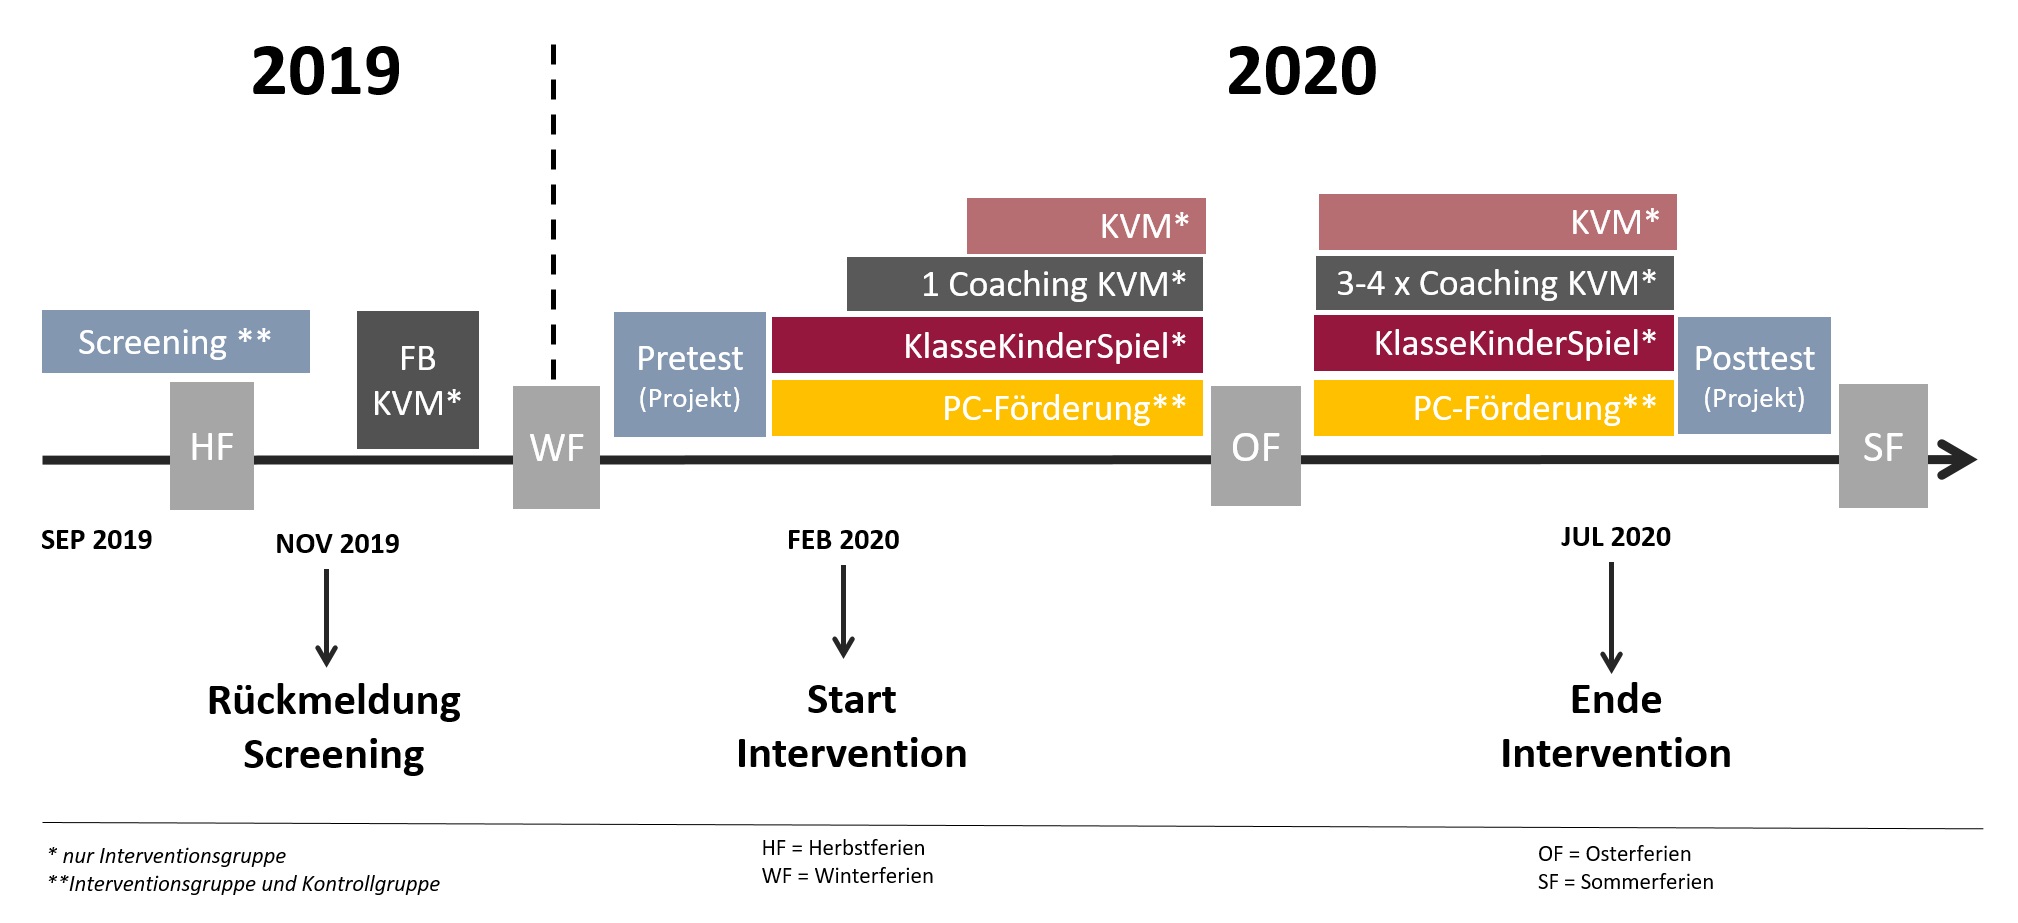 2019
2020
KVM*
KVM*
1 Coaching KVM*
3-4 x Coaching KVM*
Screening **
FB
KVM*
Pretest
(Projekt)
KlasseKinderSpiel*
KlasseKinderSpiel*
Posttest
(Projekt)
PC-Förderung**
PC-Förderung**
HF
WF
OF
SF
SEP 2019
NOV 2019
FEB 2020
JUL 2020
Rückmeldung
Screening
Start
Intervention
Ende
Intervention
* nur Interventionsgruppe
**Interventionsgruppe und Kontrollgruppe
HF = Herbstferien
WF = Winterferien
OF = Osterferien
SF = Sommerferien